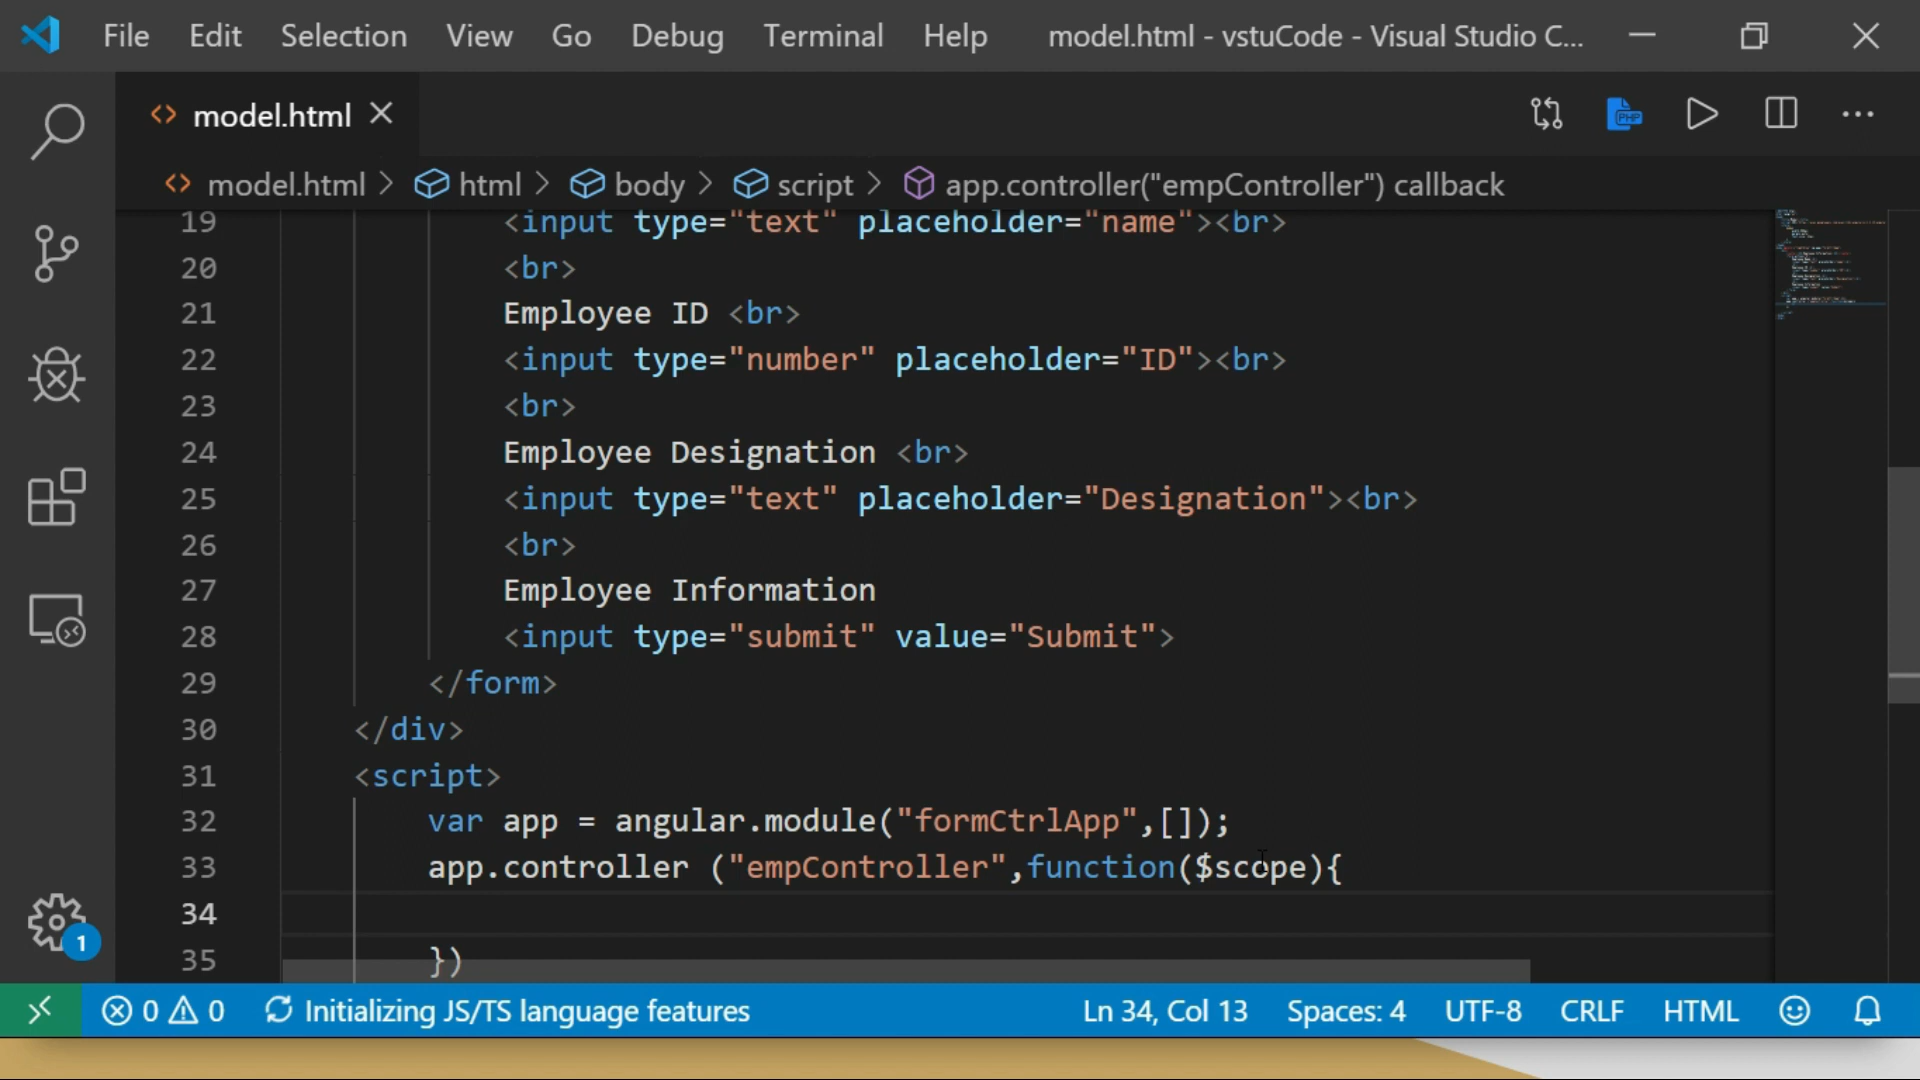 File Edit Selection View Go Debug Terminal Help model.html - vstuCode - Visual Studio C...
model.html
PHP
model.html > html > body > script > app.controller("empController") callback
19 <input type="text" placeholder="name"><br>
20 <br>
21 Employee ID <br>
22 <input type="number" placeholder="ID"><br>
23 <br>
24 Employee Designation <br>
25 <input type="text" placeholder="Designation"><br>
26 <br>
27 Employee Information
28 <input type="submit" value="Submit">
29 </form>
30 </div>
31 <script>
32 var app = angular.module("formCtrlApp",[]);
33 app.controller ("empController",function($scope){
34
35 })
1
0 0 Initializing JS/TS language features Ln 34, Col 13 Spaces: 4 UTF-8 CRLF HTML